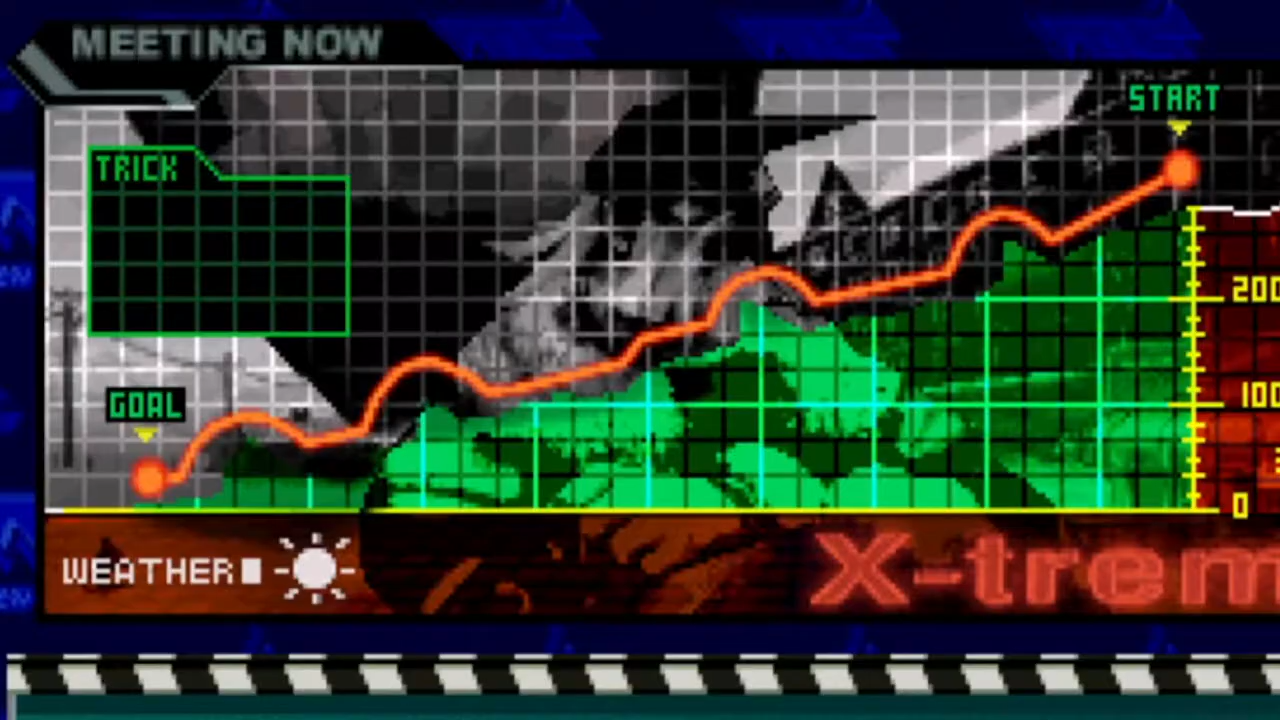 MEETING NOW
START
TRICK
200
GOAL
100
0
WEATHER
X-trem